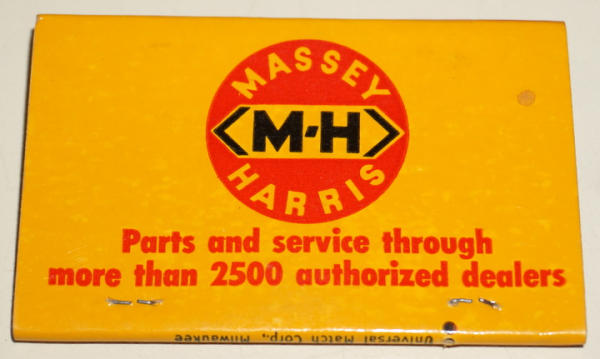 MASSEY
M-H
HARRIS
Parts and service through
more than 2500 authorized dealers
Universal Match Corp., Milwaukee